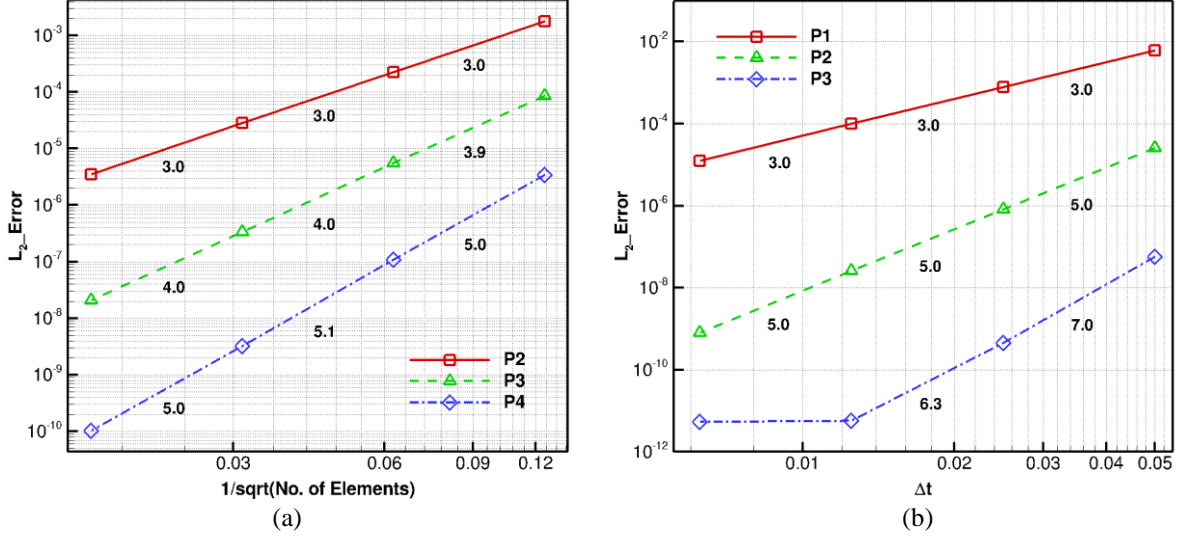 (a)
10^-3
10^-4
10^-5
10^-6
10^-7
10^-8
10^-9
10^-10
L_2_Error
3.0
3.0
3.0
3.9
4.0
4.0
5.0
5.1
5.0
P2
P3
P4
0.03
0.06
0.09
0.12
1/sqrt(No. of Elements)
(a)
(b)
10^-2
10^-4
10^-6
10^-8
10^-10
10^-12
L_2_Error
P1
P2
P3
3.0
3.0
3.0
5.0
5.0
5.0
7.0
6.3
0.01
0.02
0.03
0.04
0.05
Δt
(b)